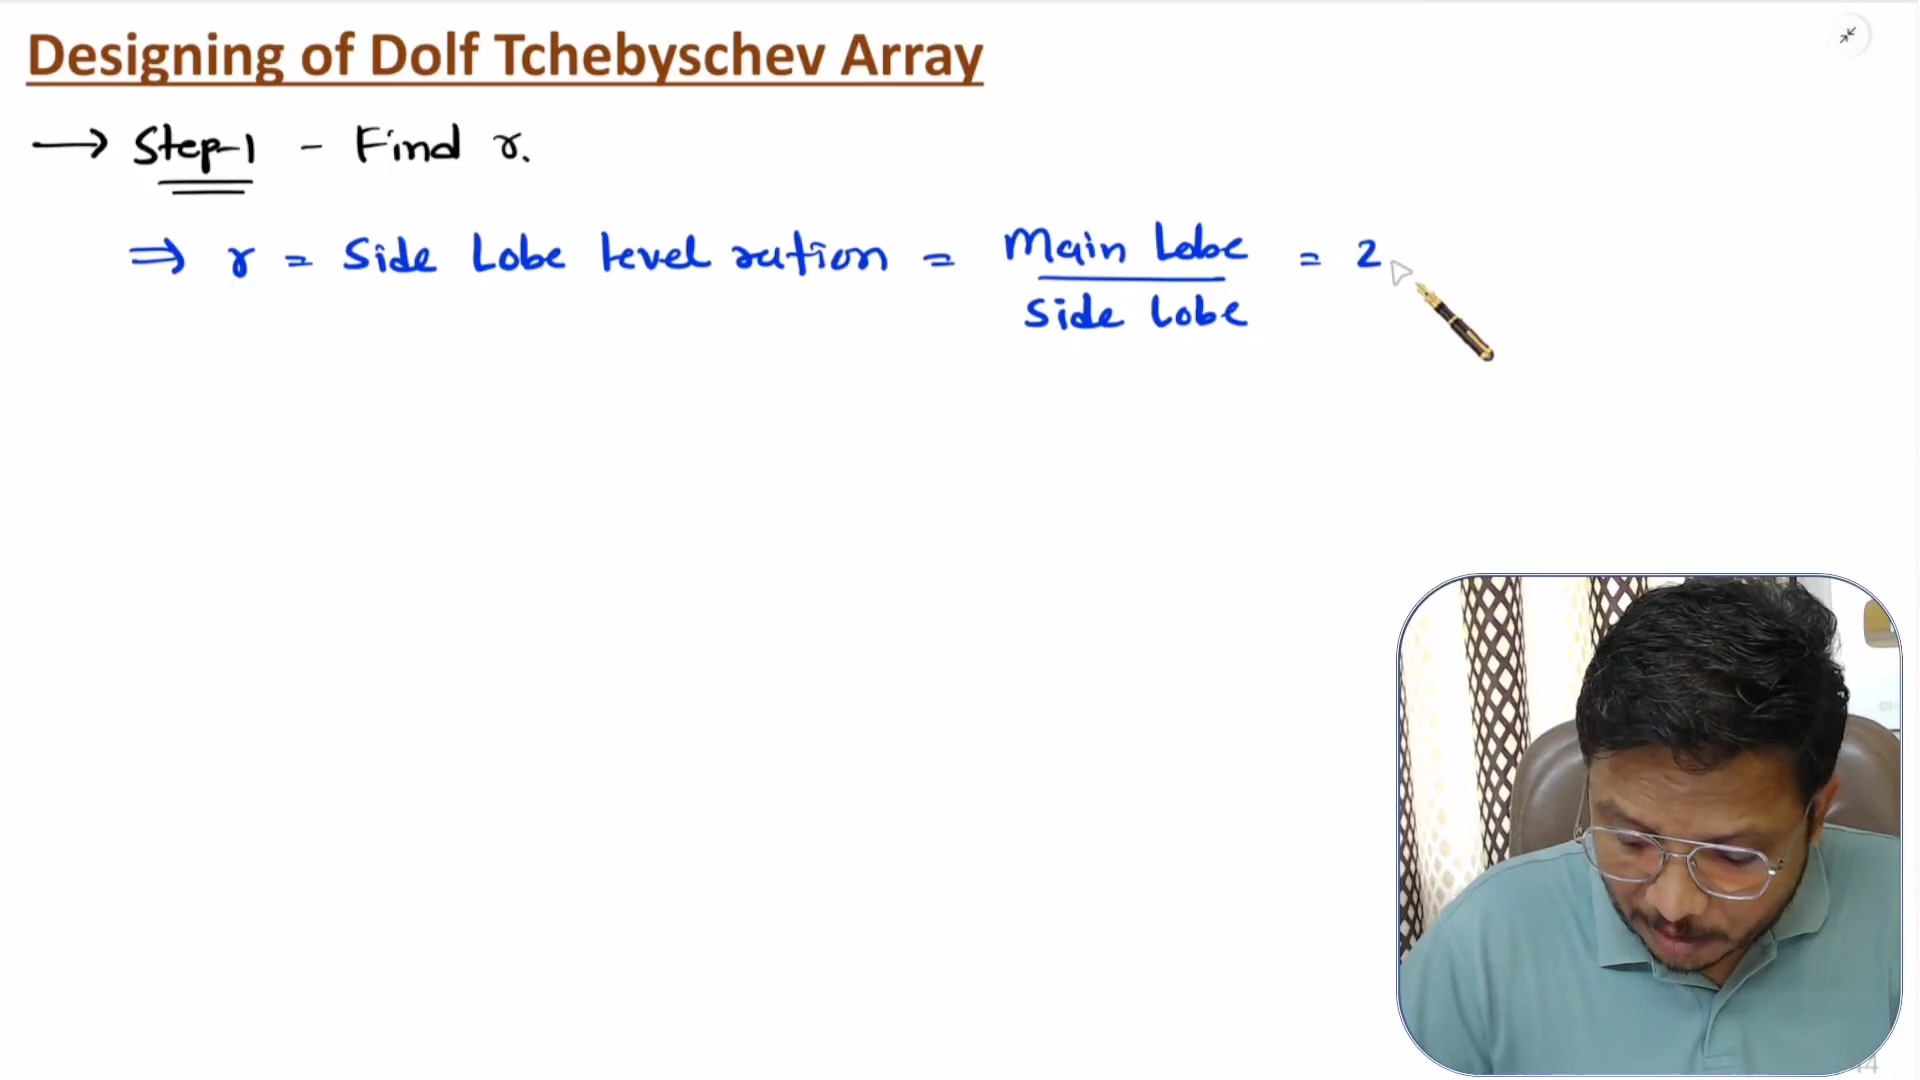 Designing of Dolf Tchebyschev Array
→ Step-1 - Find r.
⇒ r = Side Lobe level ration = Main Lobe / Side Lobe = 2